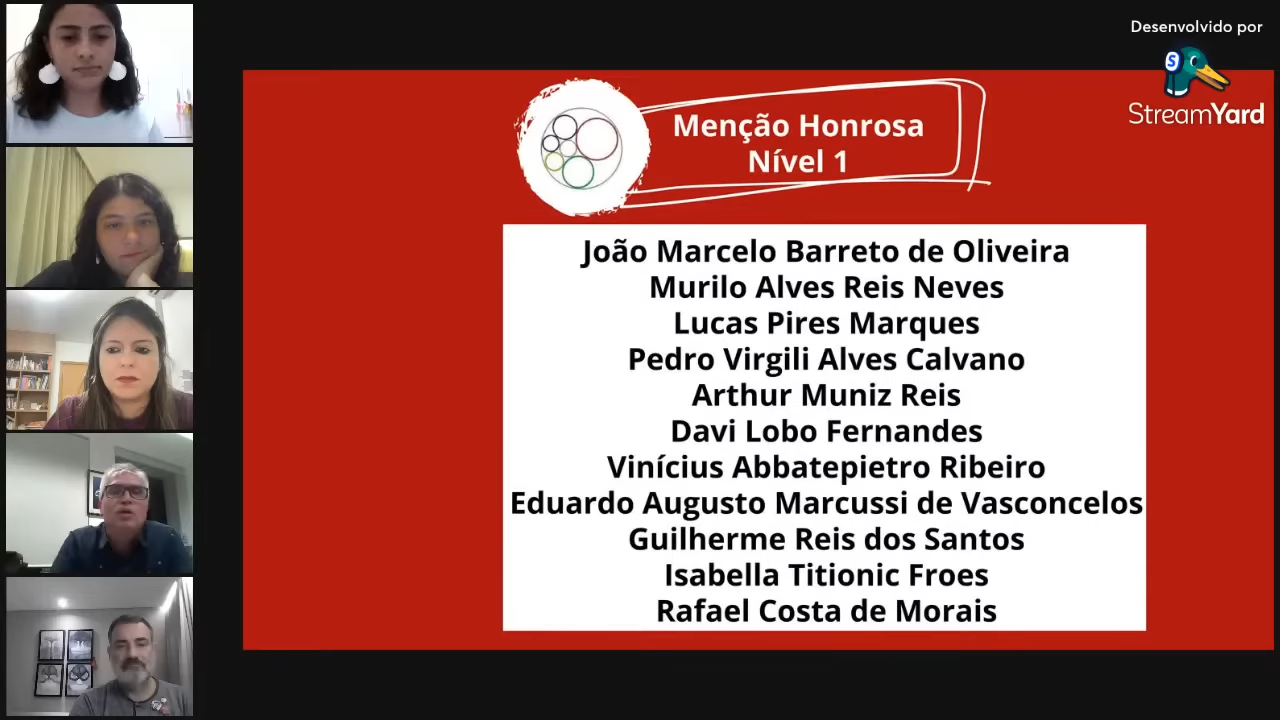 Desenvolvido por
StreamYard
Menção Honrosa
Nível 1
João Marcelo Barreto de Oliveira
Murilo Alves Reis Neves
Lucas Pires Marques
Pedro Virgili Alves Calvano
Arthur Muniz Reis
Davi Lobo Fernandes
Vinícius Abbatepietro Ribeiro
Eduardo Augusto Marcussi de Vasconcelos
Guilherme Reis dos Santos
Isabella Titionic Froes
Rafael Costa de Morais